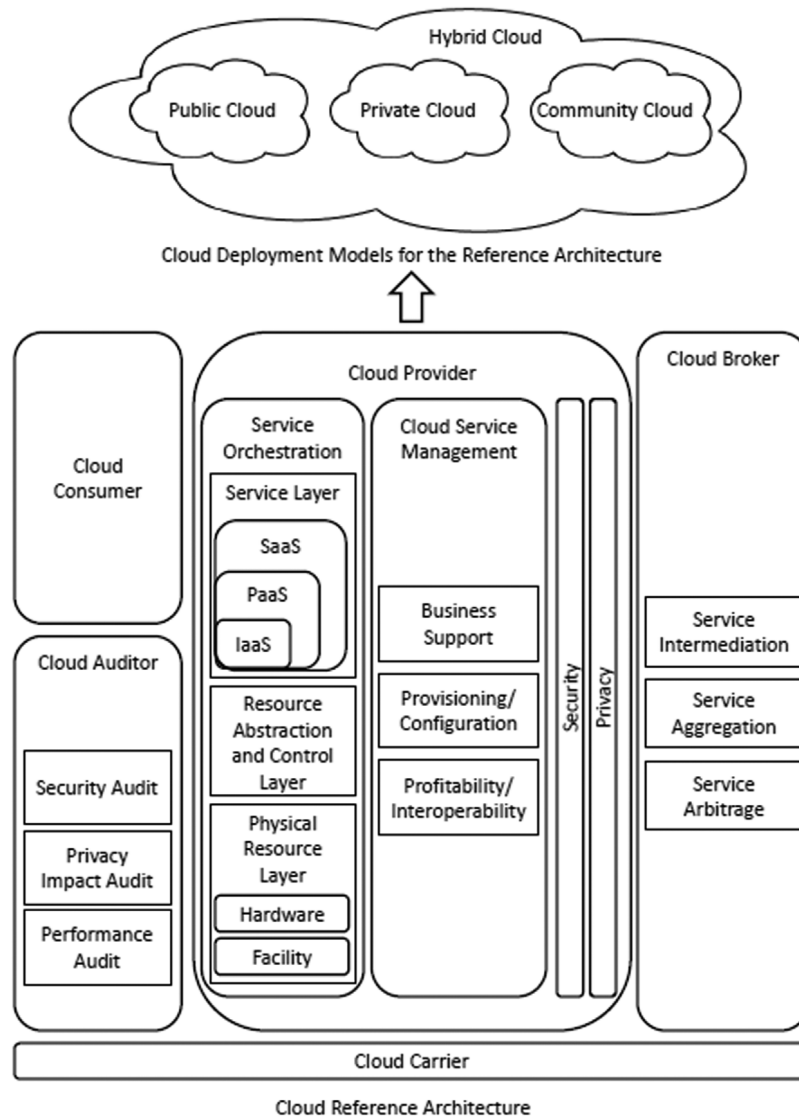 Hybrid Cloud
Public Cloud
Private Cloud
Community Cloud
Cloud Deployment Models for the Reference Architecture
Cloud
Consumer
Cloud Auditor
Security Audit
Privacy
Impact Audit
Performance
Audit
Cloud Provider
Service
Orchestration
Service Layer
SaaS
PaaS
IaaS
Resource
Abstraction
and Control
Layer
Physical
Resource
Layer
Hardware
Facility
Cloud Service
Management
Business
Support
Provisioning/
Configuration
Profitability/
Interoperability
Security
Privacy
Cloud Broker
Service
Intermediation
Service
Aggregation
Service
Arbitrage
Cloud Carrier
Cloud Reference Architecture